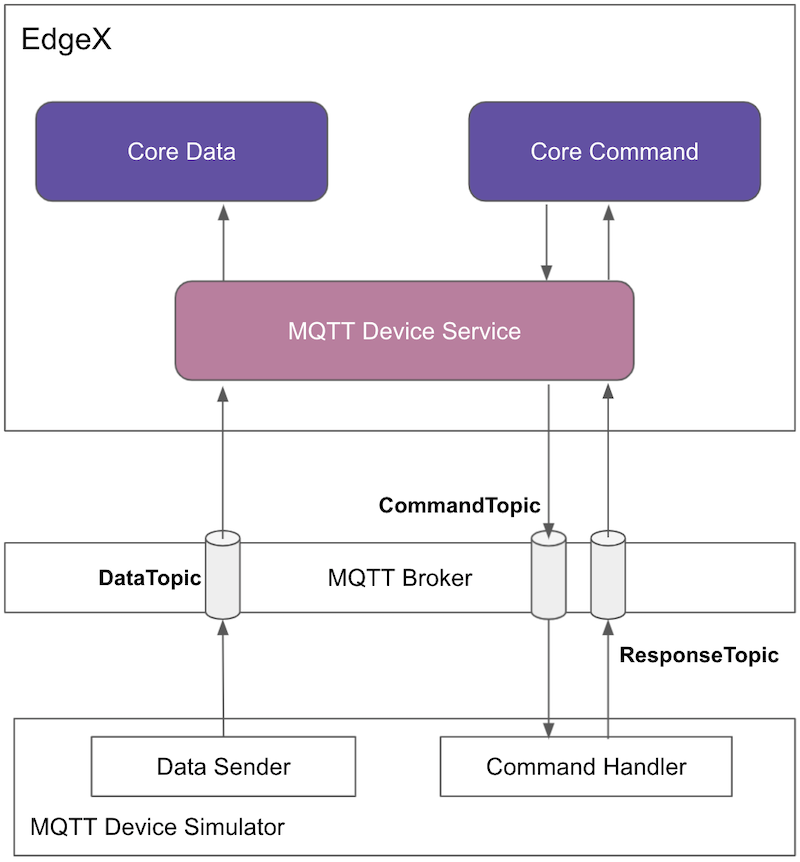 EdgeX
Core Data
Core Command
MQTT Device Service
CommandTopic
DataTopic
MQTT Broker
ResponseTopic
Data Sender
Command Handler
MQTT Device Simulator